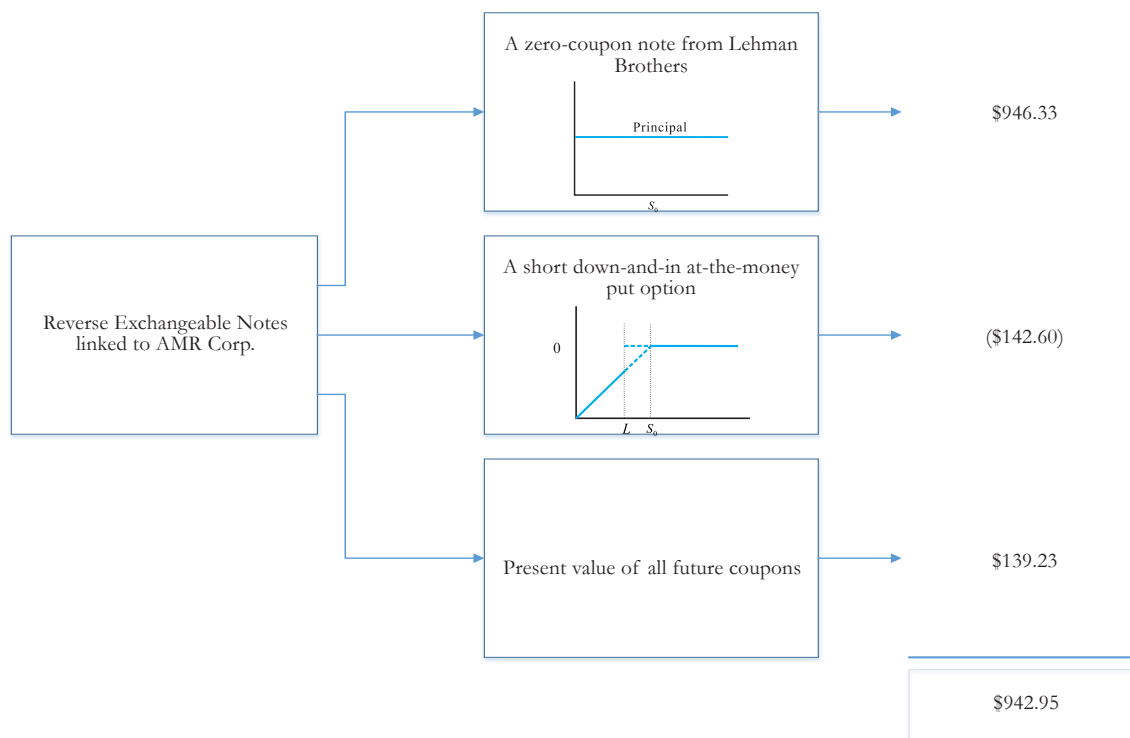 A zero-coupon note from Lehman
Brothers
Principal
S₀
$946.33
Reverse Exchangeable Notes
linked to AMR Corp.
A short down-and-in at-the-money
put option
0
L S₀
($142.60)
Present value of all future coupons
$139.23
$942.95